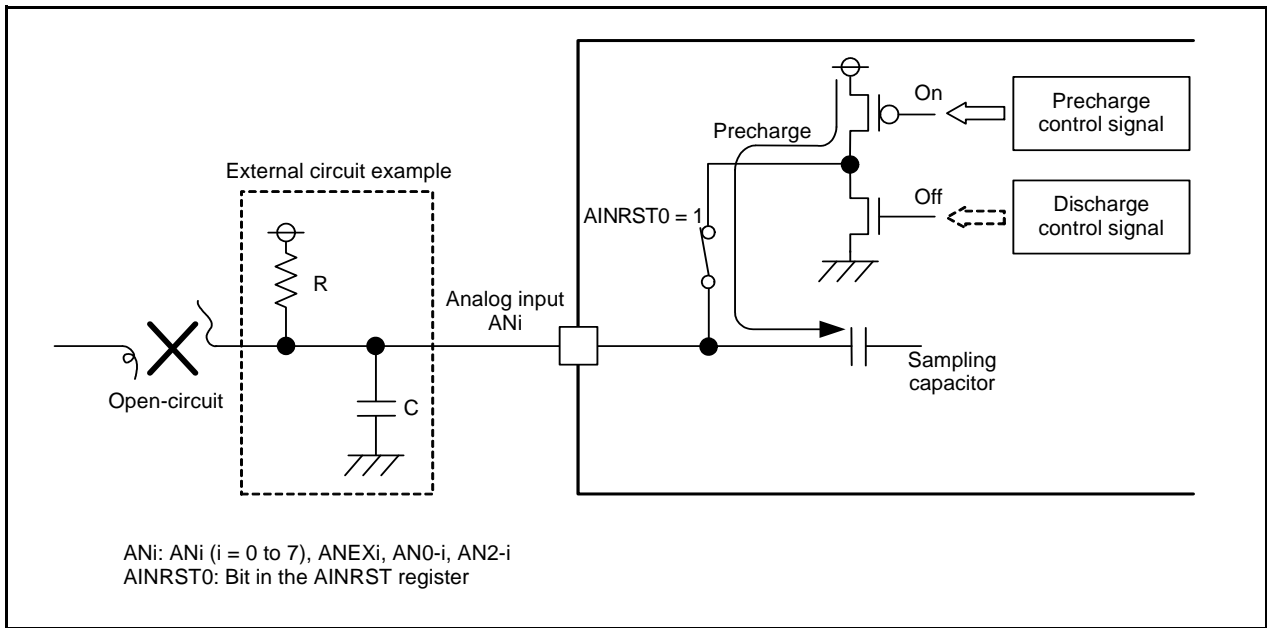 On
Precharge
control signal
Precharge
External circuit example
Off
Discharge
control signal
AINRST0 = 1
R
Analog input
ANi
Open-circuit
C
Sampling
capacitor
ANi: ANi (i = 0 to 7), ANEXi, AN0-i, AN2-i
AINRST0: Bit in the AINRST register